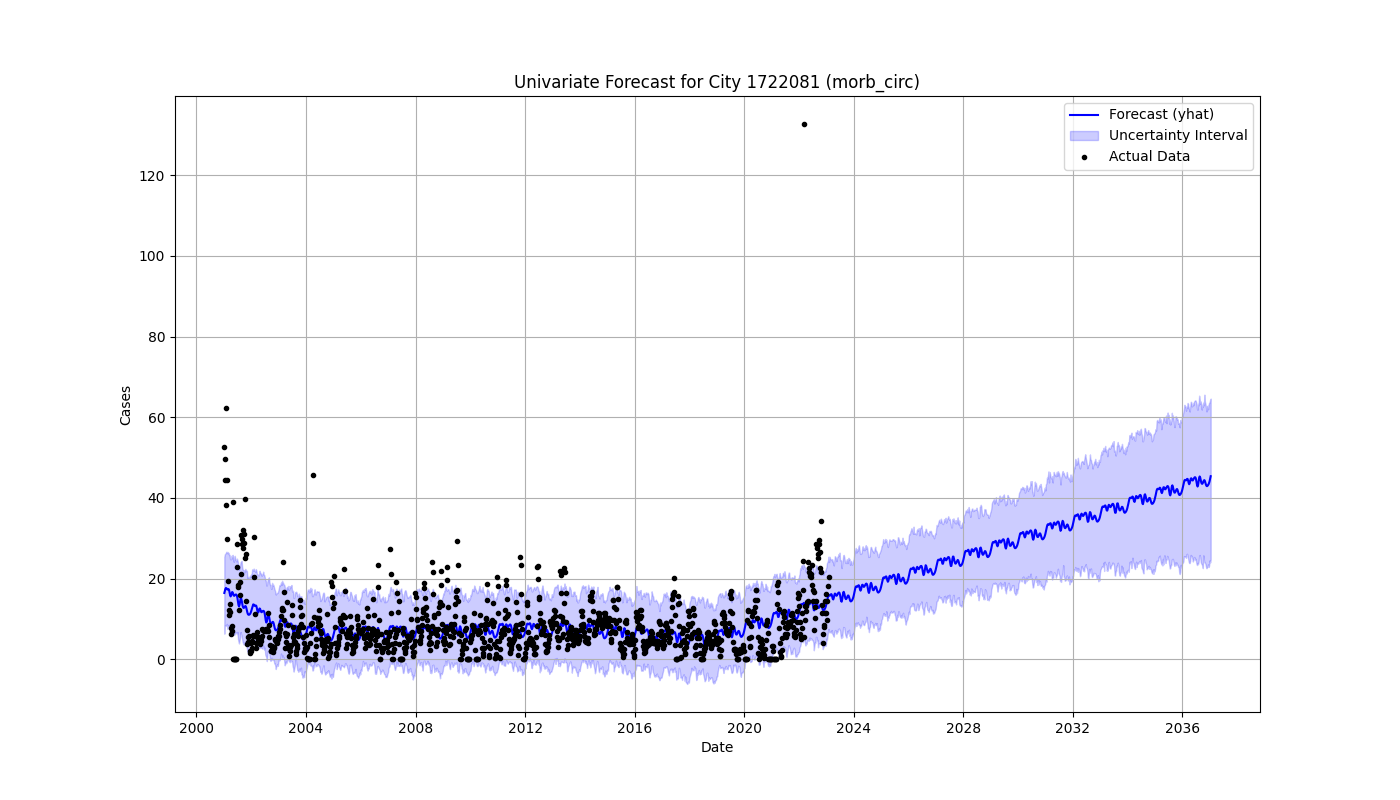 Univariate Forecast for City 1722081 (morb_circ)
Forecast (yhat)
Uncertainty Interval
Actual Data
Cases
120
100
80
60
40
20
0
2000 2004 2008 2012 2016 2020 2024 2028 2032 2036
Date